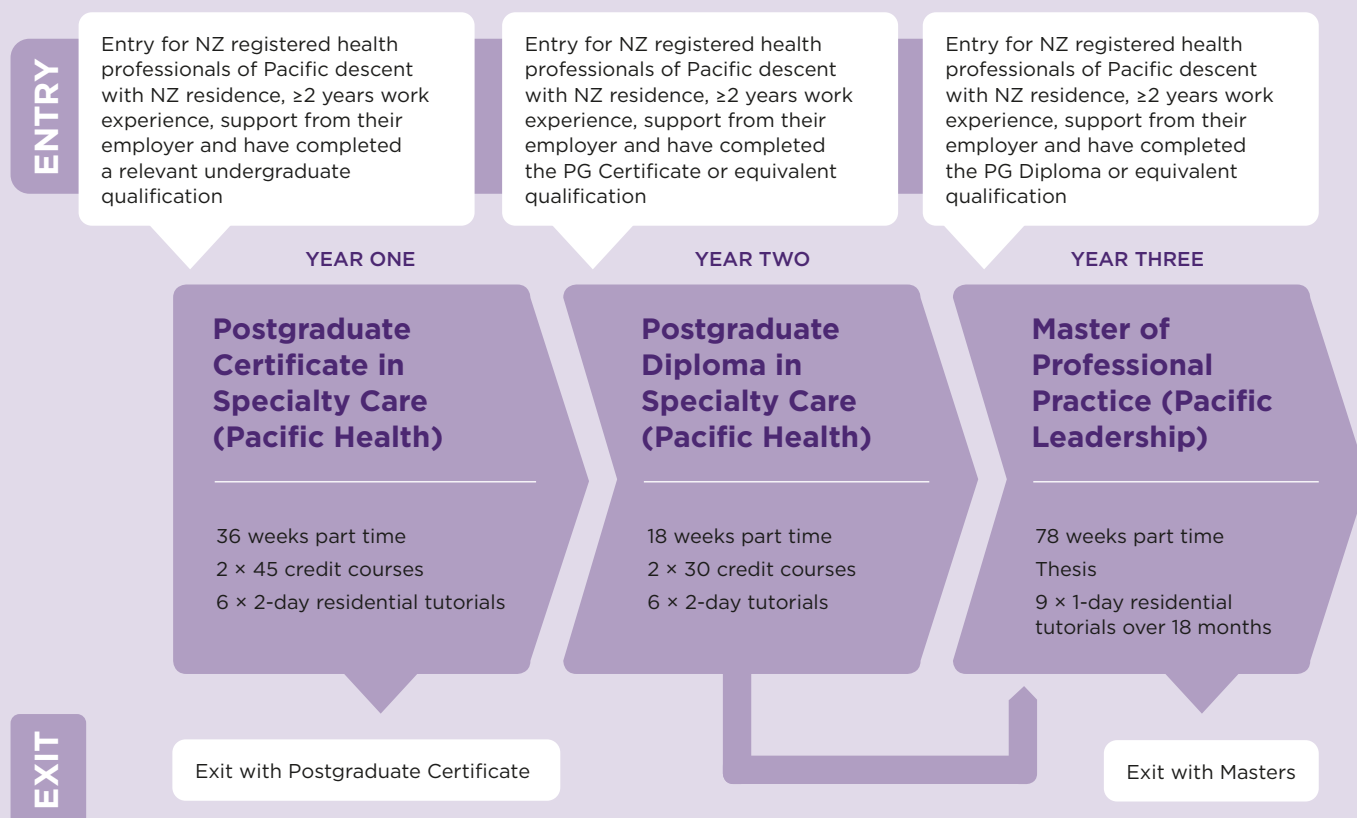 ENTRY
Entry for NZ registered health
professionals of Pacific descent
with NZ residence, ≥2 years work
experience, support from their
employer and have completed
a relevant undergraduate
qualification
Entry for NZ registered health
professionals of Pacific descent
with NZ residence, ≥2 years work
experience, support from their
employer and have completed
the PG Certificate or equivalent
qualification
Entry for NZ registered health
professionals of Pacific descent
with NZ residence, ≥2 years work
experience, support from their
employer and have completed
the PG Diploma or equivalent
qualification
YEAR ONE
Postgraduate
Certificate in
Specialty Care
(Pacific Health)
36 weeks part time
2 × 45 credit courses
6 × 2-day residential tutorials
YEAR TWO
Postgraduate
Diploma in
Specialty Care
(Pacific Health)
18 weeks part time
2 × 30 credit courses
6 × 2-day tutorials
YEAR THREE
Master of
Professional
Practice (Pacific
Leadership)
78 weeks part time
Thesis
9 × 1-day residential
tutorials over 18 months
EXIT
Exit with Postgraduate Certificate
Exit with Masters